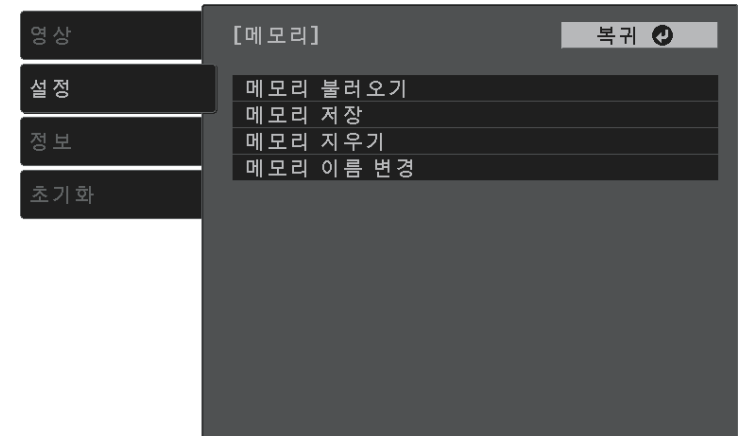 영상
설정
정보
초기화
[메모리]
복귀
메모리 불러오기
메모리 저장
메모리 지우기
메모리 이름 변경